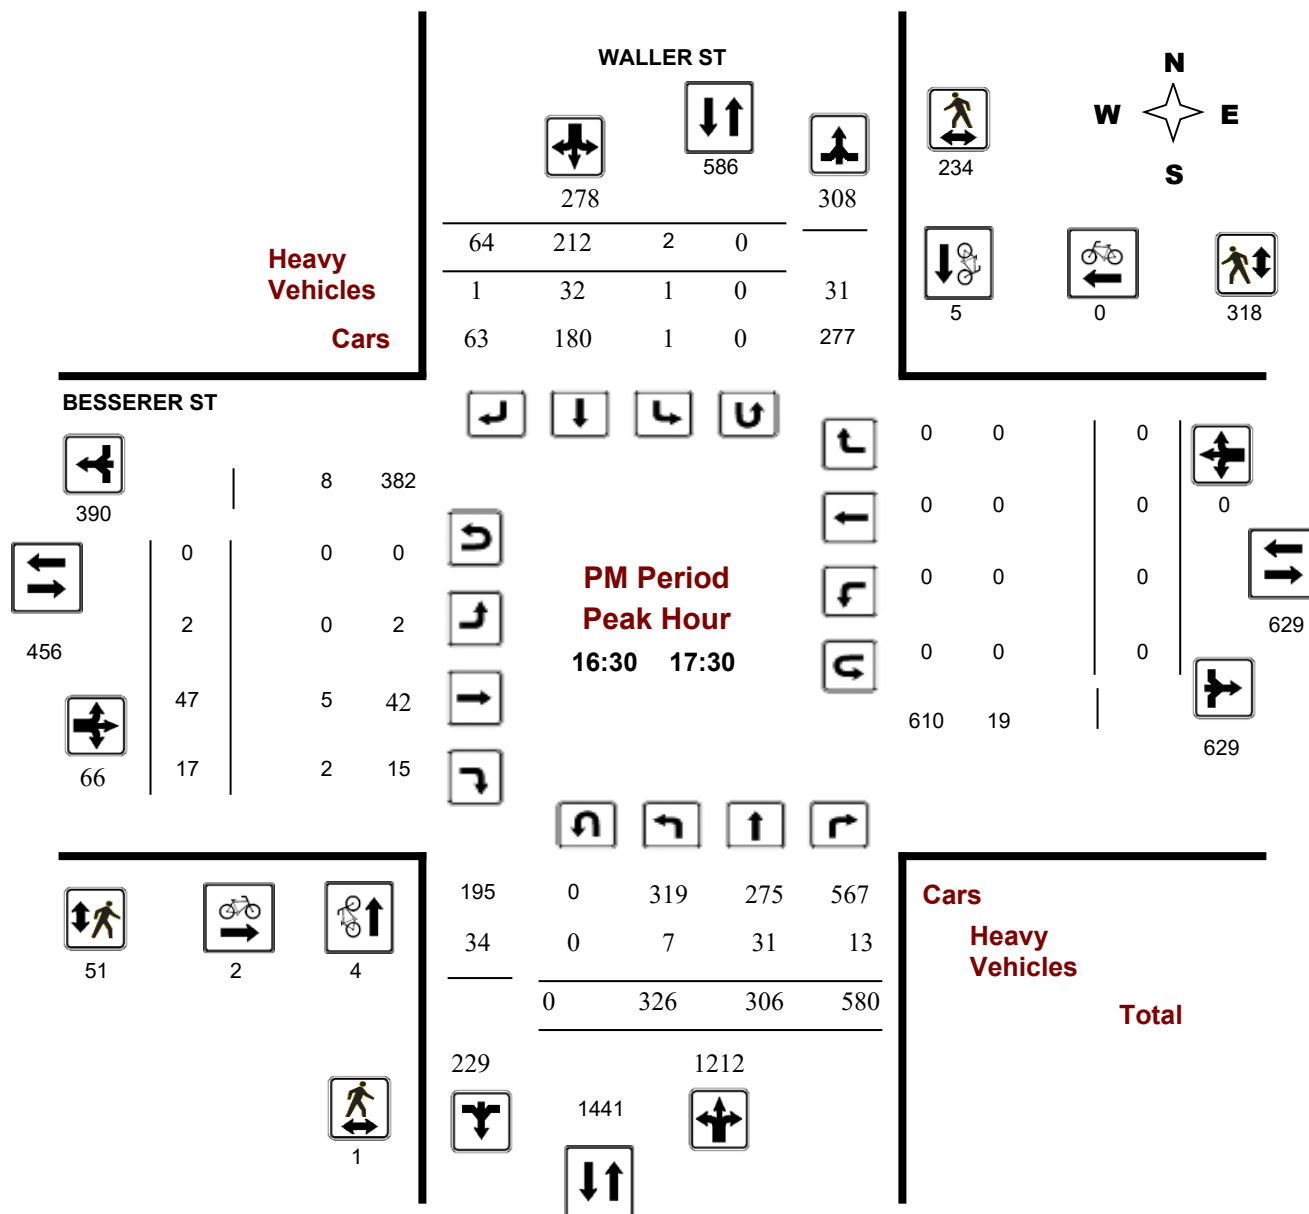 WALLER ST
N
W E
S
586
234
278 308
64 212 2 0
Heavy
Vehicles
1 32 1 0 31
Cars
63 180 1 0 277
5 0 318
BESSERER ST
390
8 382
0 0 0
2 0 2
456
47 5 42
66
17 2 15
PM Period
Peak Hour
16:30 17:30
0 0 0
0 0 0 0
0 0 0
629
0 0 0
610 19
629
195 0 319 275 567
Cars
34 0 7 31 13
Heavy
Vehicles
51 2 4
0 326 306 580
Total
229 1212
1441
1